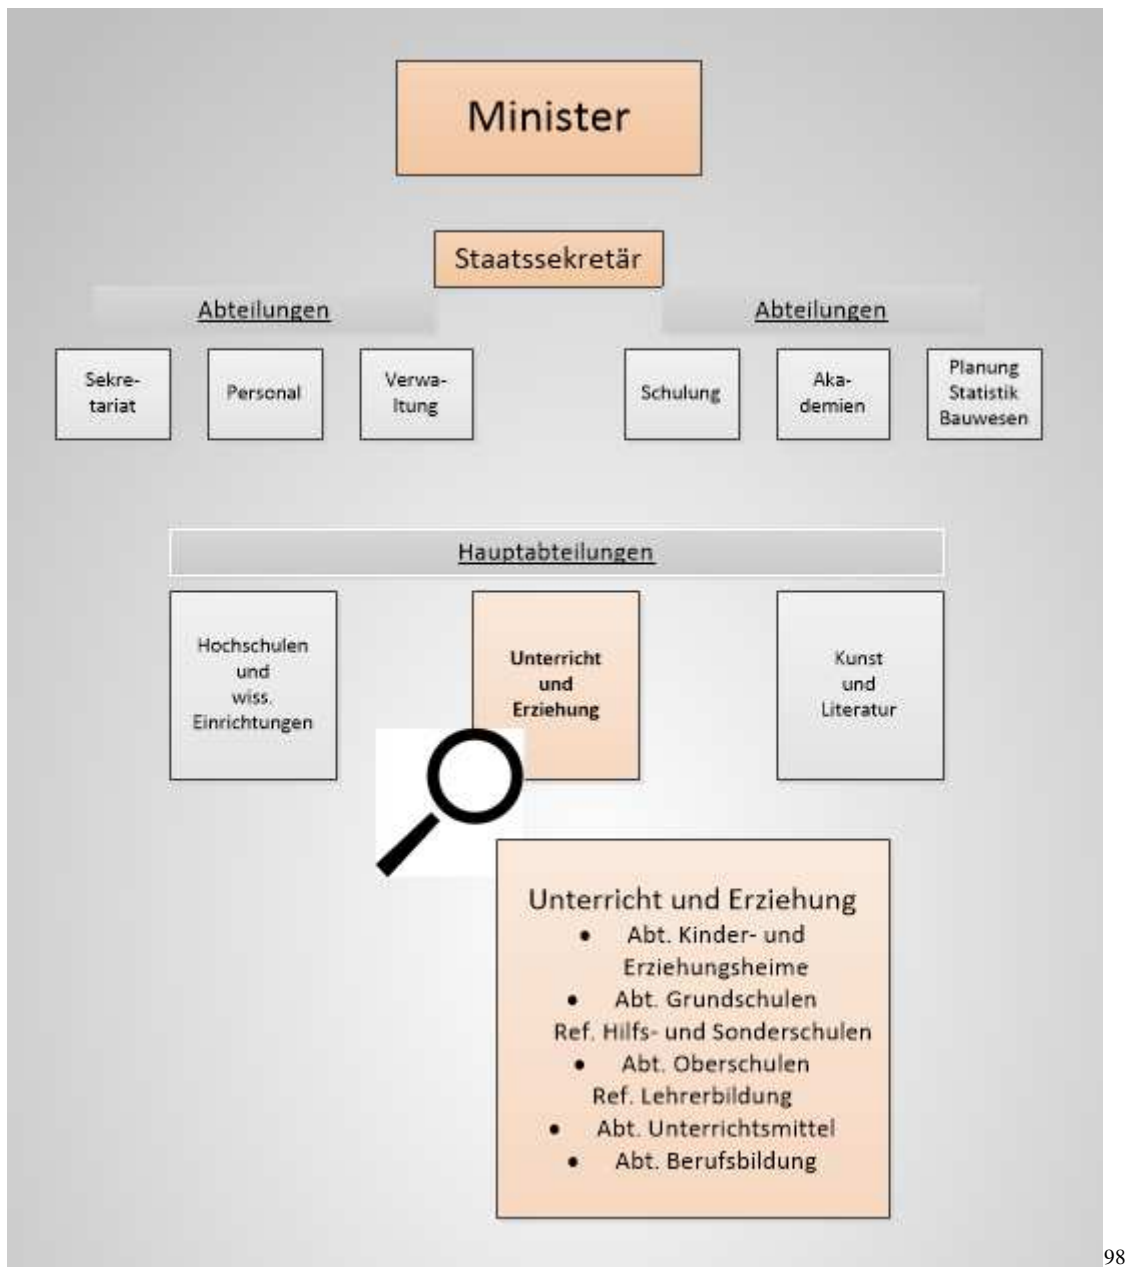 Minister
Staatssekretär
Abteilungen
Abteilungen
Sekre-
tariat
Personal
Verwa-
ltung
Schulung
Aka-
demien
Planung
Statistik
Bauwesen
Hauptabteilungen
Hochschulen
und
wiss.
Einrichtungen
Unterricht
und
Erziehung
Kunst
und
Literatur
Unterricht und Erziehung
• Abt. Kinder- und
Erziehungsheime
• Abt. Grundschulen
Ref. Hilfs- und Sonderschulen
• Abt. Oberschulen
Ref. Lehrerbildung
• Abt. Unterrichtsmittel
• Abt. Berufsbildung
98